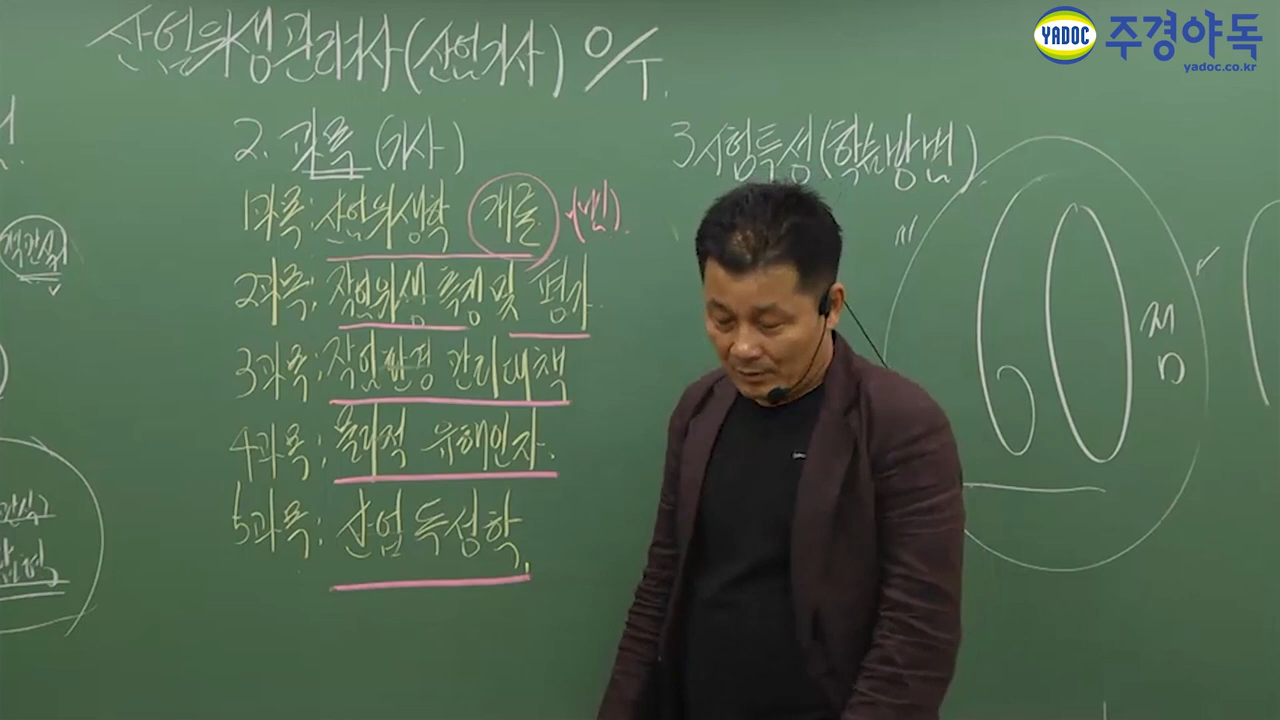 산업위생관리기사(산업기사) O/T.
YADOC 주경야독
yadoc.co.kr
2. 과목 (기사)
1과목; 산업위생학 개론
2과목; 작업위생 측정 및 평가.
3과목; 작업환경 관리대책
4과목; 물리적 유해인자.
5과목: 산업독성학.
3 시험특성(학습방법)
60점
객관식